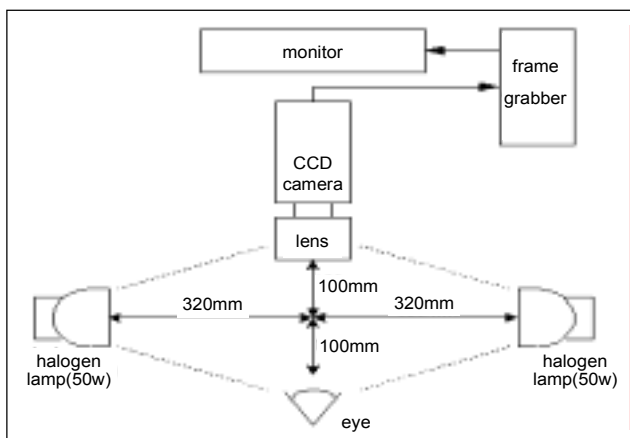 monitor
frame
grabber
CCD
camera
lens
100mm
320mm
320mm
100mm
halogen
lamp(50w)
halogen
lamp(50w)
eye